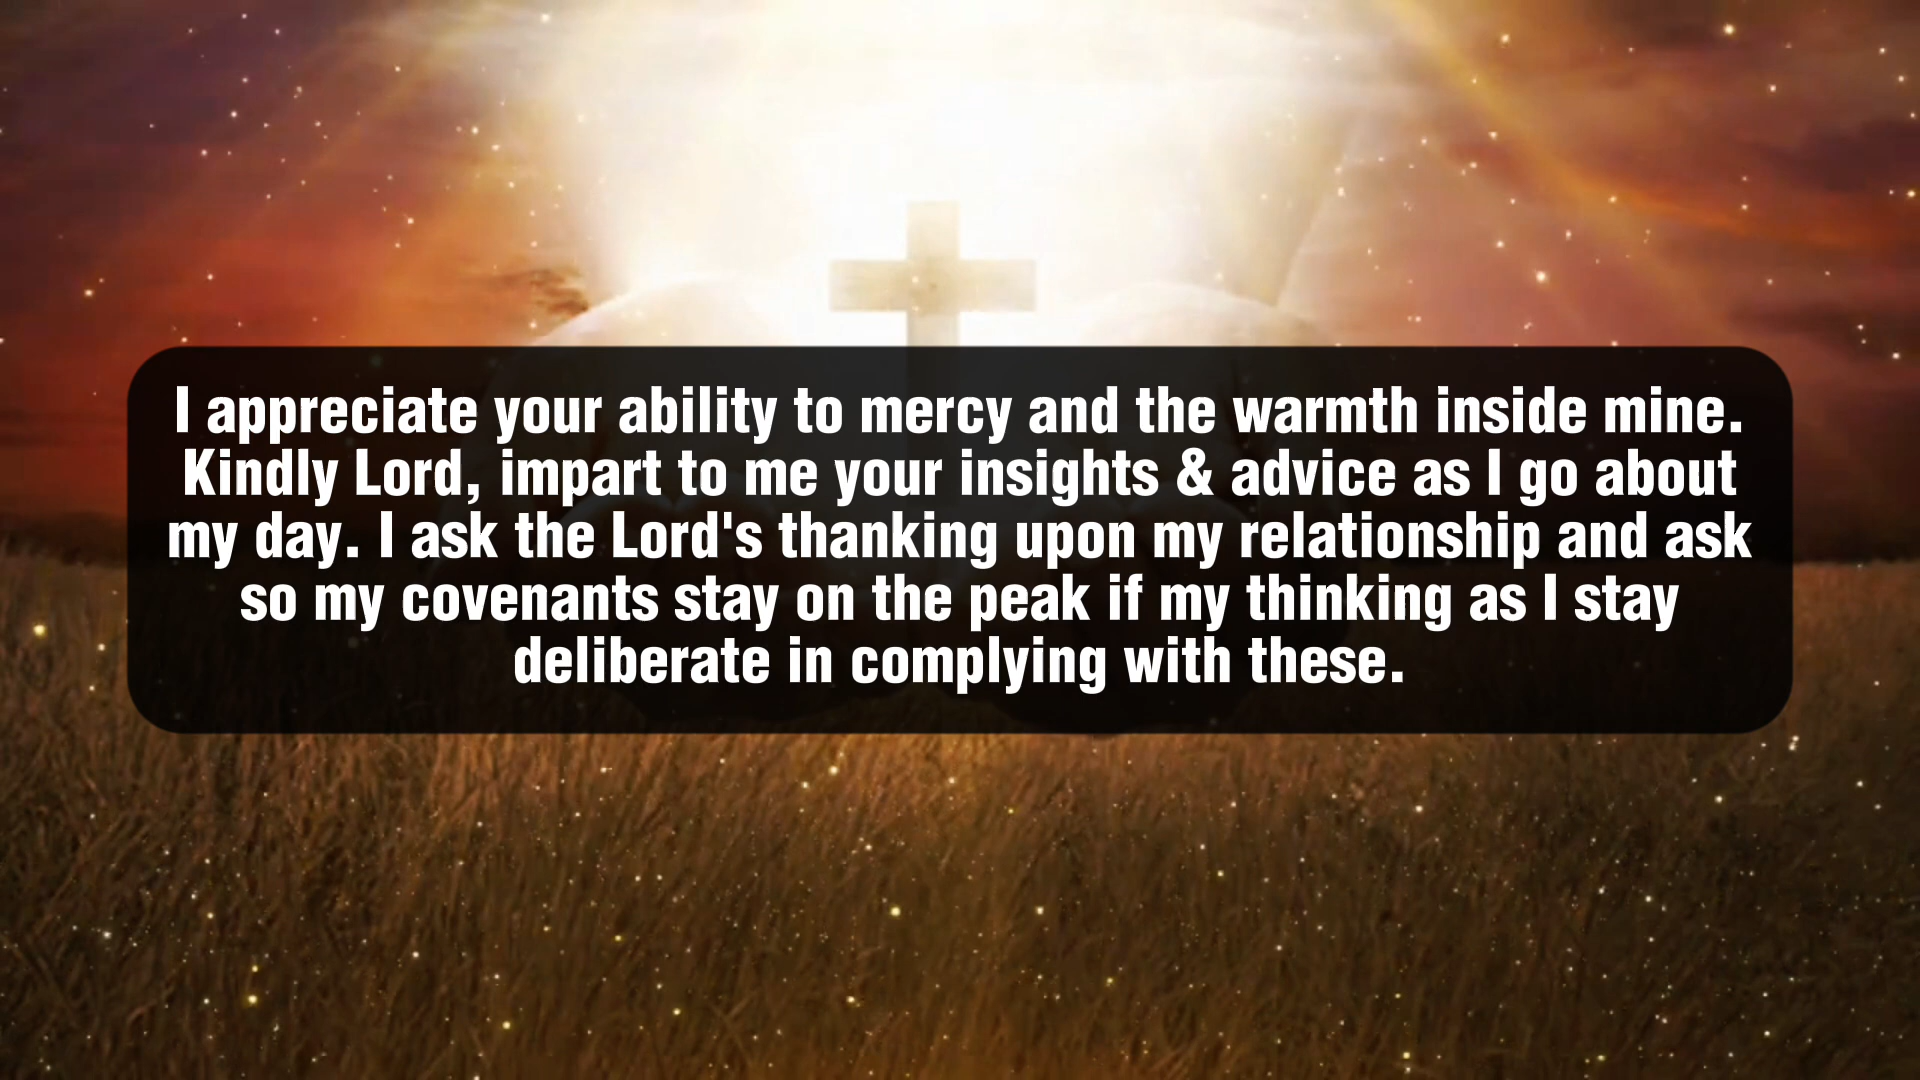 I appreciate your ability to mercy and the warmth inside mine.
Kindly Lord, impart to me your insights & advice as I go about
my day. I ask the Lord's thanking upon my relationship and ask
so my covenants stay on the peak if my thinking as I stay
deliberate in complying with these.